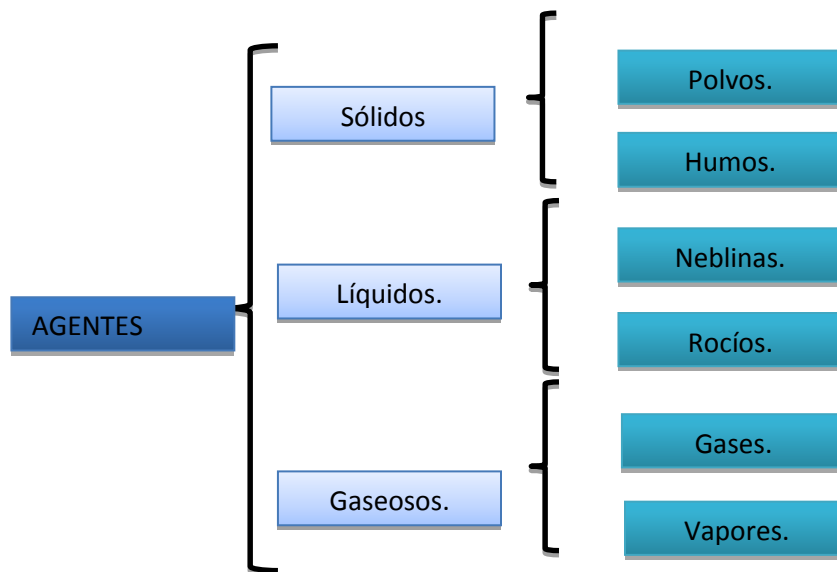 AGENTES
Sólidos
Polvos.
Humos.
Líquidos.
Neblinas.
Rocíos.
Gaseosos.
Gases.
Vapores.